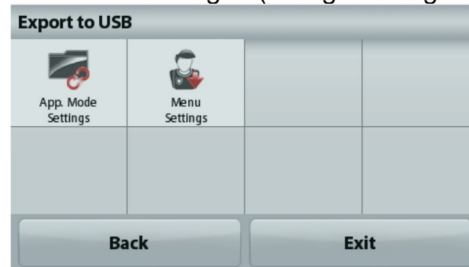 Export to USB
App. Mode
Settings
Menu
Settings
Back
Exit